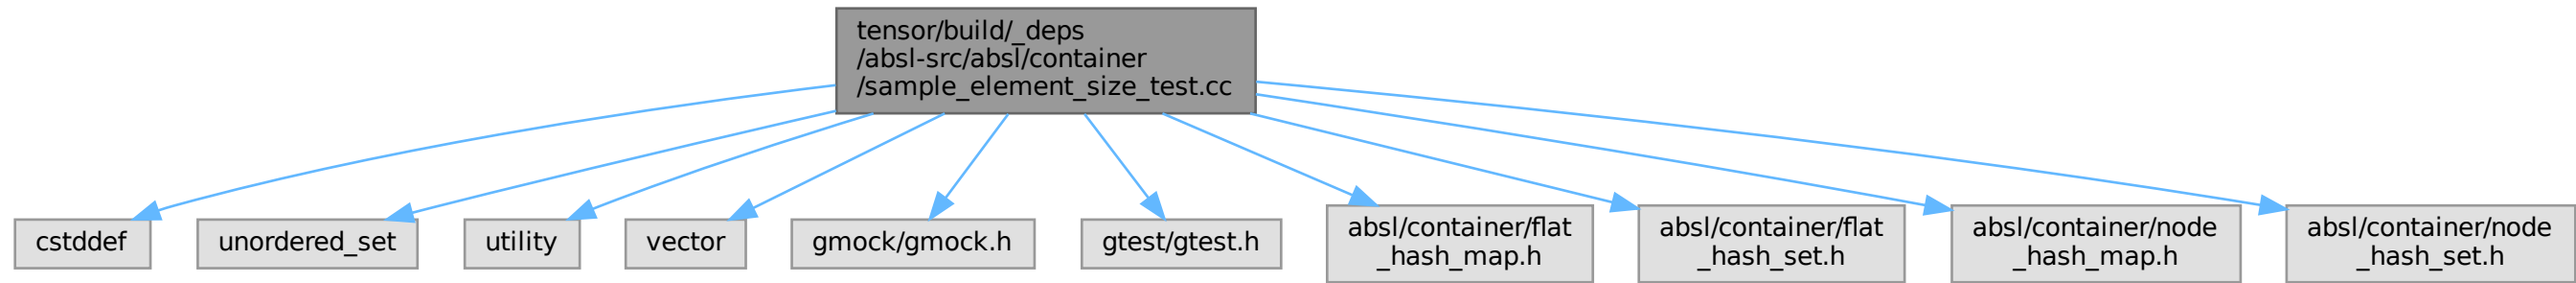 tensor/build/_deps
/absl-src/absl/container
/sample_element_size_test.cc
cstddef
unordered_set
utility
vector
gmock/gmock.h
gtest/gtest.h
absl/container/flat
_hash_map.h
absl/container/flat
_hash_set.h
absl/container/node
_hash_map.h
absl/container/node
_hash_set.h